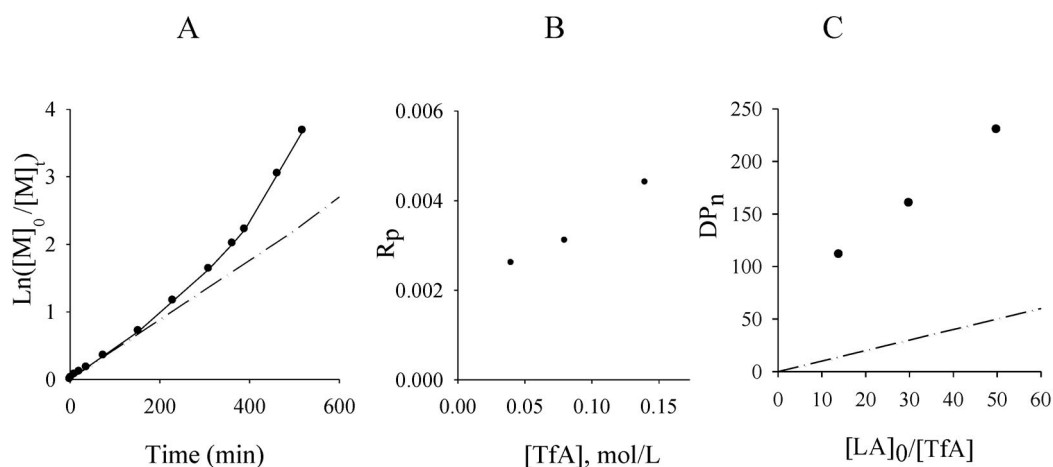 A
B
C
4
3
2
1
0
Ln([M]0/[M]t)
0 200 400 600
Time (min)
0.006
0.004
0.002
0.000
Rp
0.00 0.05 0.10 0.15
[TfA], mol/L
250
200
150
100
50
0
DPn
0 10 20 30 40 50 60
[LA]0/[TfA]